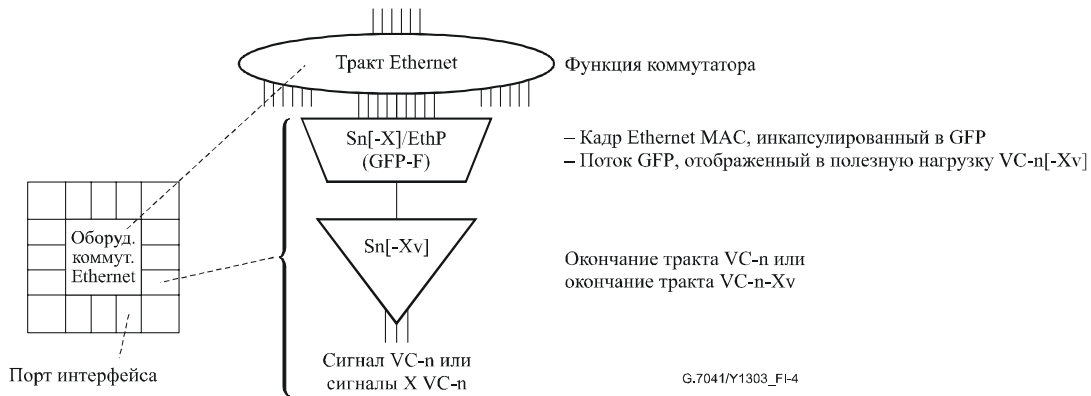 Тракт Ethernet
Функция коммутатора
Sn[-X]/EthP
(GFP-F)
– Кадр Ethernet MAC, инкапсулированный в GFP
– Поток GFP, отображенный в полезную нагрузку VC-n[-Xv]
Оборуд.
коммут.
Ethernet
Sn[-Xv]
Окончание тракта VC-n или
окончание тракта VC-n-Xv
Порт интерфейса
Сигнал VC-n или
сигналы X VC-n
G.7041/Y1303_FI-4